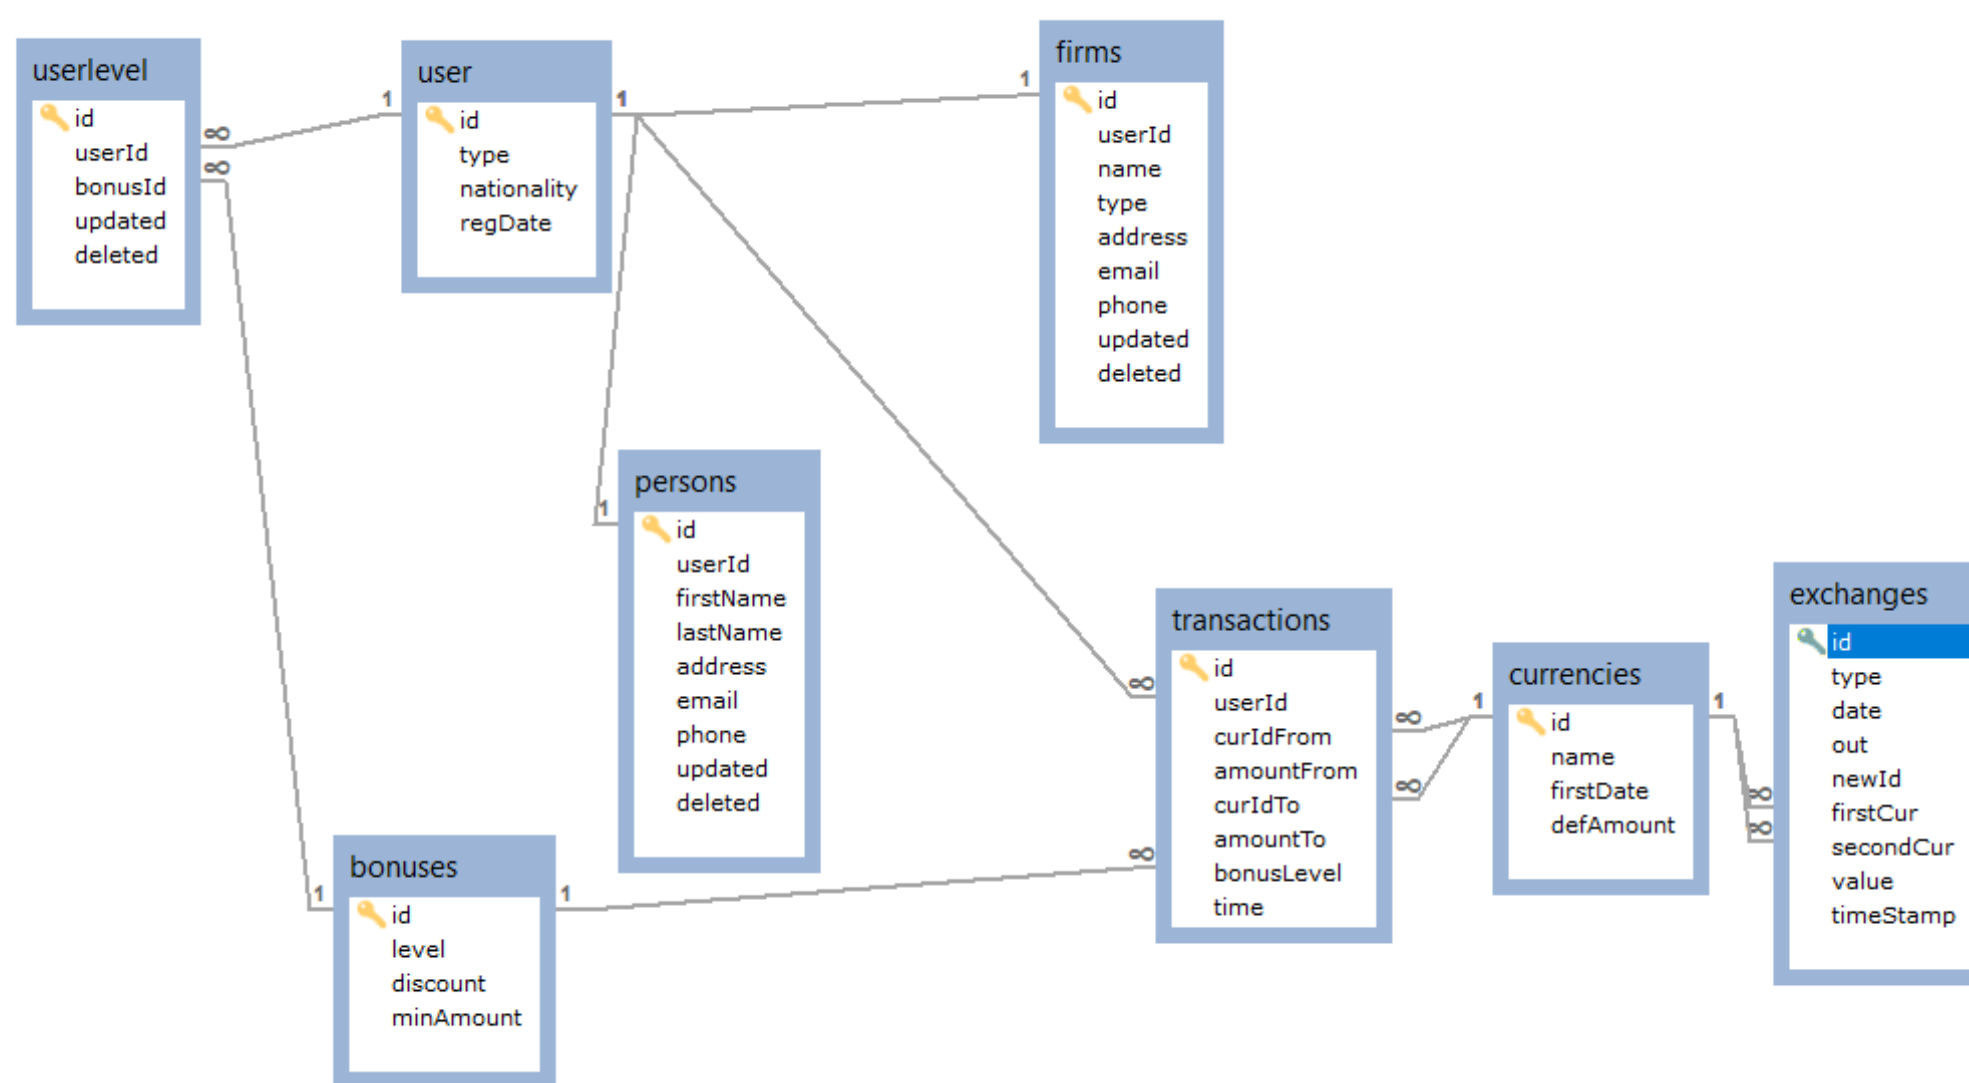 userlevel
id
userId
bonusId
updated
deleted
∞
∞
1
user
id
type
nationality
regDate
1
1
firms
id
userId
name
type
address
email
phone
updated
deleted
1
persons
id
userId
firstName
lastName
address
email
phone
updated
deleted
1
bonuses
id
level
discount
minAmount
1
∞
∞
transactions
id
userId
curIdFrom
amountFrom
curIdTo
amountTo
bonusLevel
time
∞
∞
1
currencies
id
name
firstDate
defAmount
1
∞
∞
exchanges
id
type
date
out
newId
firstCur
secondCur
value
timeStamp